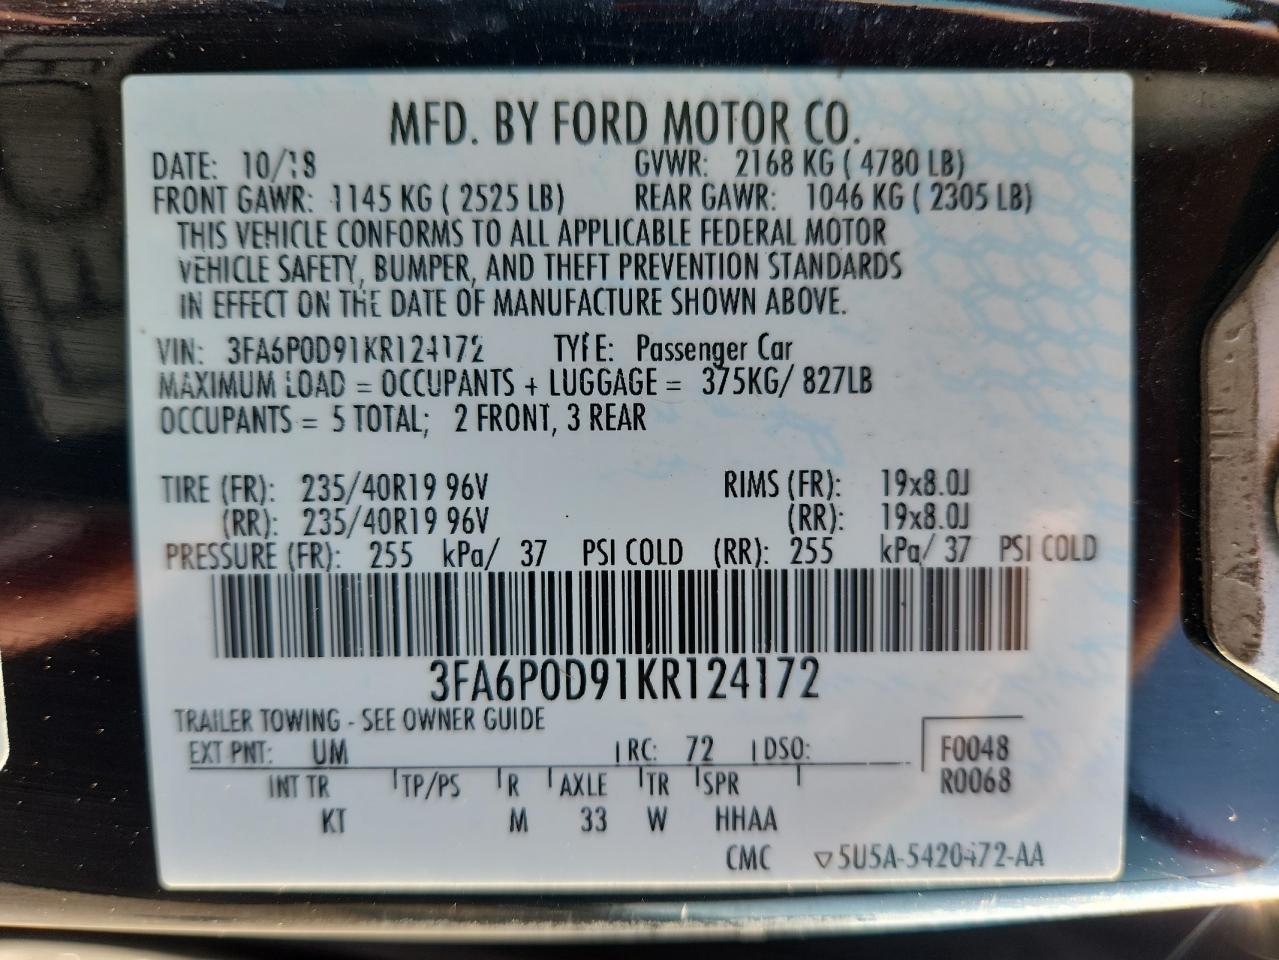 MFD. BY FORD MOTOR CO.
DATE: 10/18 GVWR: 2168 KG ( 4780 LB)
FRONT GAWR: 1145 KG ( 2525 LB) REAR GAWR: 1046 KG ( 2305 LB)
THIS VEHICLE CONFORMS TO ALL APPLICABLE FEDERAL MOTOR
VEHICLE SAFETY, BUMPER, AND THEFT PREVENTION STANDARDS
IN EFFECT ON THE DATE OF MANUFACTURE SHOWN ABOVE.
VIN: 3FA6P0D91KR124172 TYPE: Passenger Car
MAXIMUM LOAD = OCCUPANTS + LUGGAGE = 375KG/ 827LB
OCCUPANTS = 5 TOTAL; 2 FRONT, 3 REAR
TIRE (FR): 235/40R19 96V RIMS (FR): 19x8.0J
(RR): 235/40R19 96V (RR): 19x8.0J
PRESSURE (FR): 255 kPa/ 37 PSI COLD (RR): 255 kPa/ 37 PSI COLD
3FA6P0D91KR124172
TRAILER TOWING - SEE OWNER GUIDE
EXT PNT: UM RC: 72 DSO: F0048
INT TR TP/PS R AXLE TR SPR R0068
KT M 33 W HHAA
CMC ▽5U5A-5420472-AA